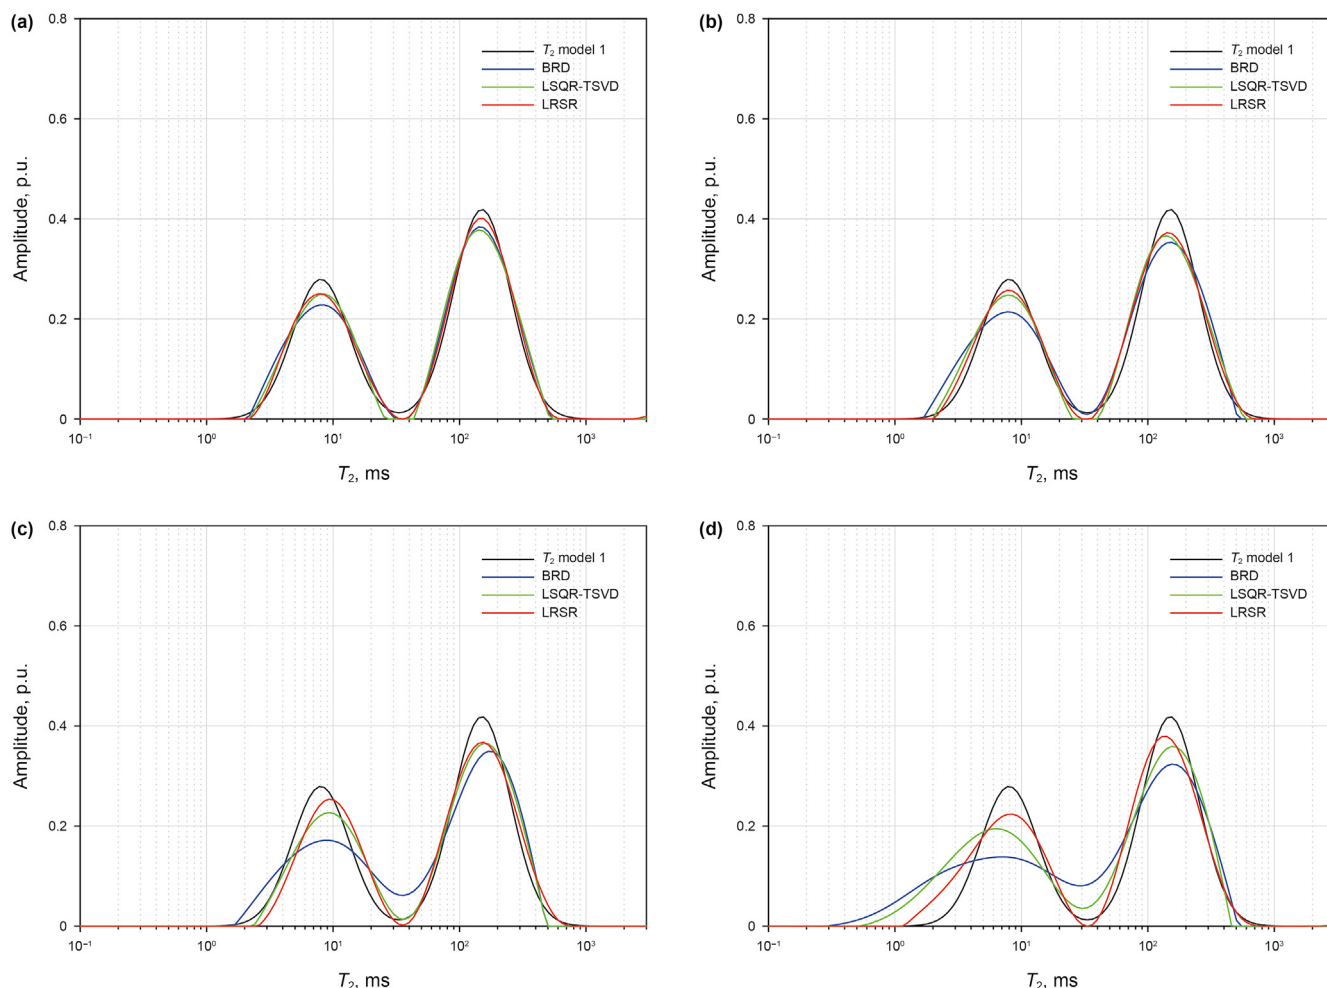 (a)
0.8
T₂ model 1
BRD
LSQR-TSVD
LRSR
0.6
0.4
0.2
0
Amplitude, p.u.
10⁻¹ 10⁰ 10¹ 10² 10³
T₂, ms
(b)
0.8
T₂ model 1
BRD
LSQR-TSVD
LRSR
0.6
0.4
0.2
0
Amplitude, p.u.
10⁻¹ 10⁰ 10¹ 10² 10³
T₂, ms
(c)
0.8
T₂ model 1
BRD
LSQR-TSVD
LRSR
0.6
0.4
0.2
0
Amplitude, p.u.
10⁻¹ 10⁰ 10¹ 10² 10³
T₂, ms
(d)
0.8
T₂ model 1
BRD
LSQR-TSVD
LRSR
0.6
0.4
0.2
0
Amplitude, p.u.
10⁻¹ 10⁰ 10¹ 10² 10³
T₂, ms